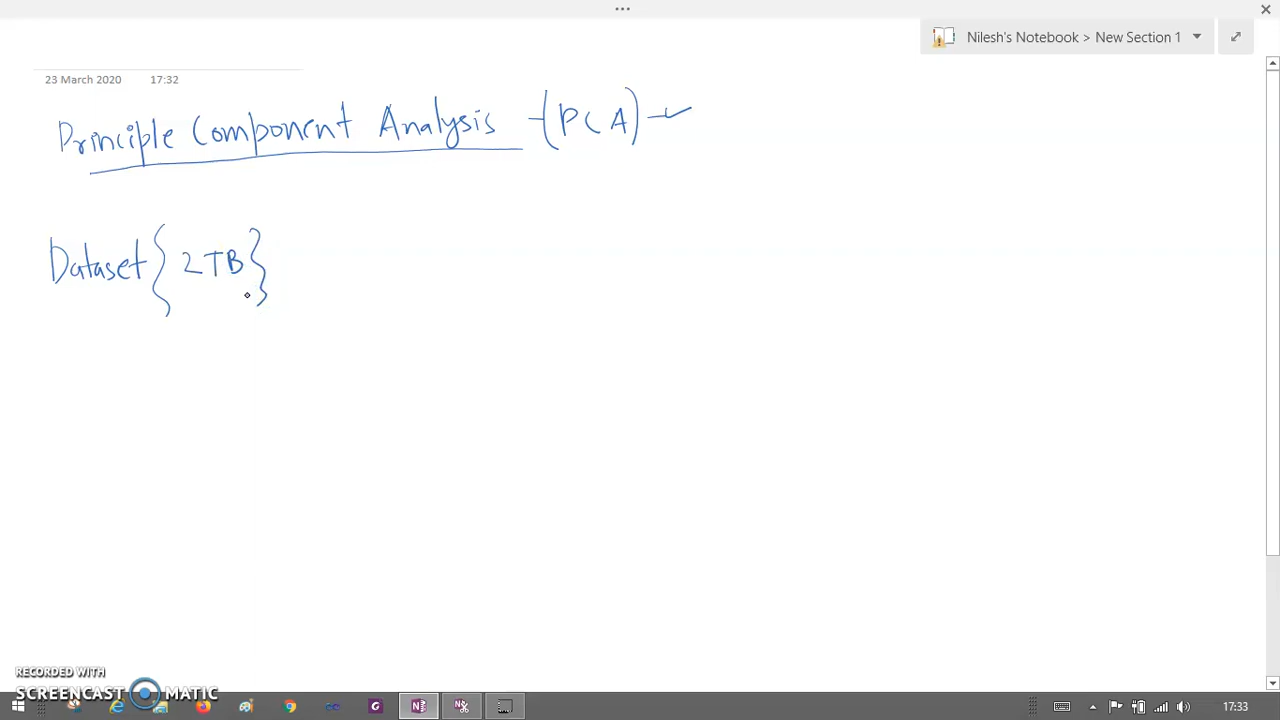 ...
Nilesh's Notebook > New Section 1
23 March 2020 17:32
Principle Component Analysis - (PCA) -
Dataset { 2TB }
RECORDED WITH
SCREENCAST MATIC
17:33